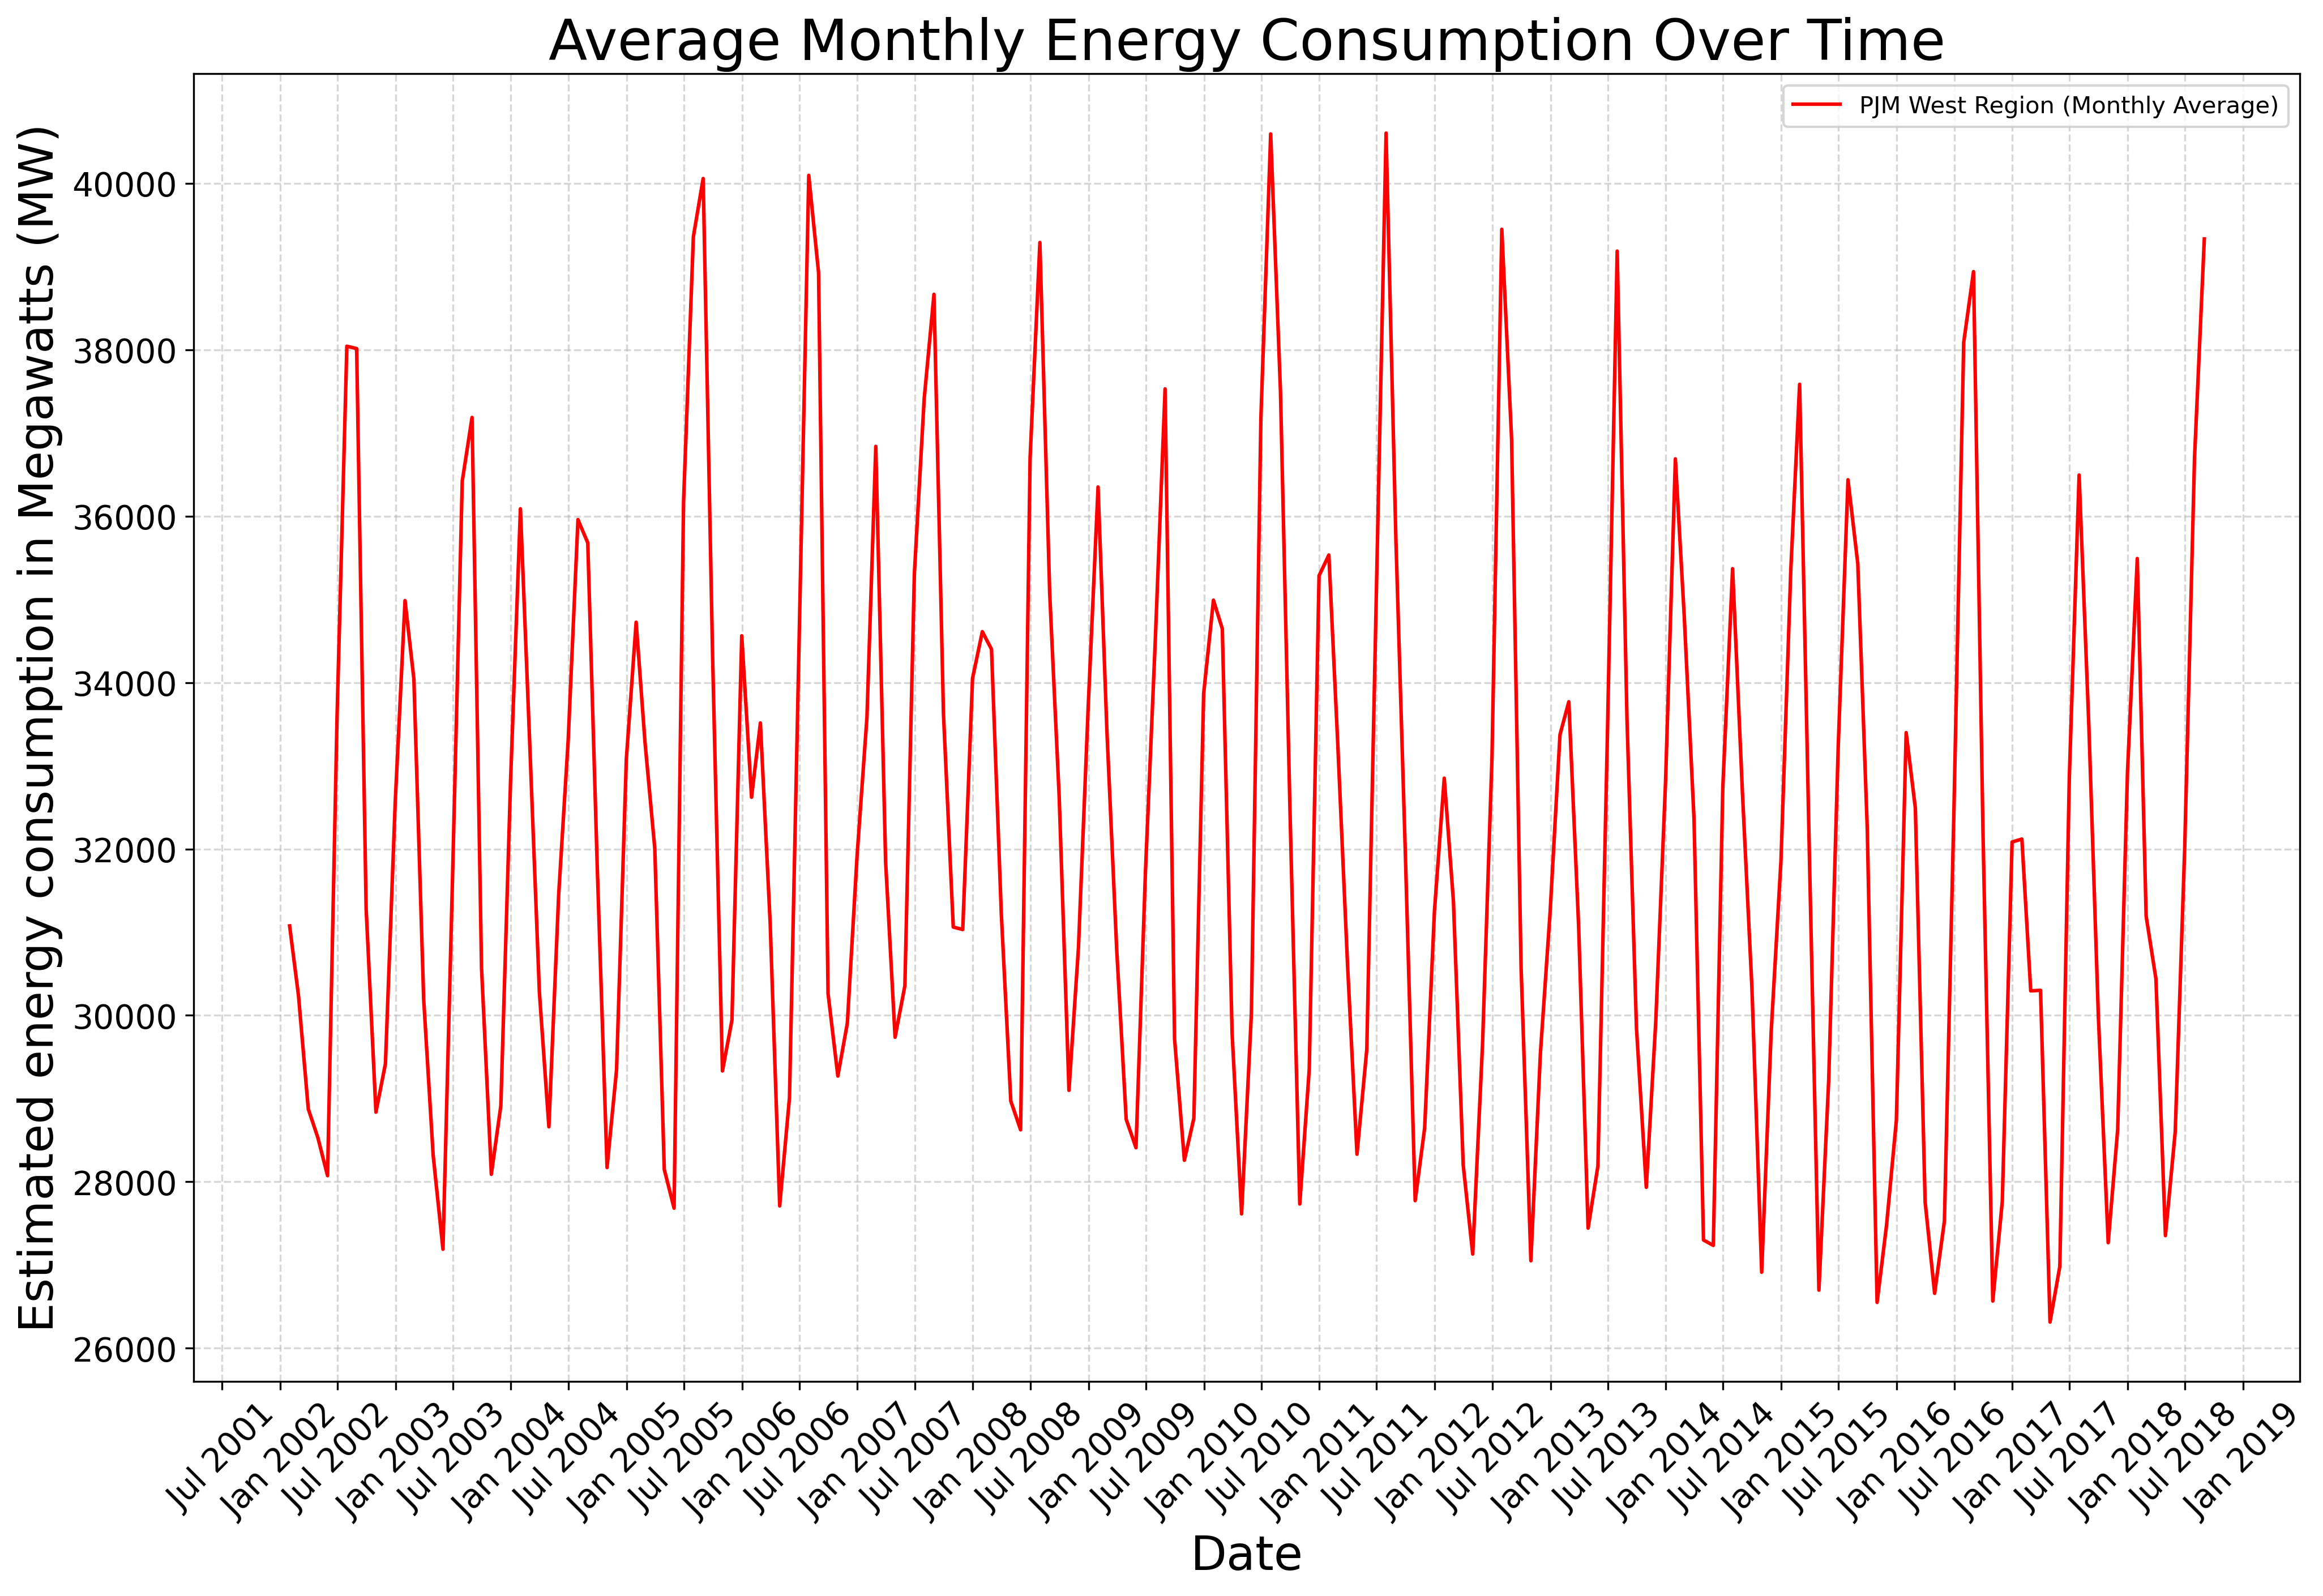 Average Monthly Energy Consumption Over Time
PJM West Region (Monthly Average)
Estimated energy consumption in Megawatts (MW)
40000
38000
36000
34000
32000
30000
28000
26000
Jul 2001
Jan 2002
Jul 2002
Jan 2003
Jul 2003
Jan 2004
Jul 2004
Jan 2005
Jul 2005
Jan 2006
Jul 2006
Jan 2007
Jul 2007
Jan 2008
Jul 2008
Jan 2009
Jul 2009
Jan 2010
Jul 2010
Jan 2011
Jul 2011
Jan 2012
Jul 2012
Jan 2013
Jul 2013
Jan 2014
Jul 2014
Jan 2015
Jul 2015
Jan 2016
Jul 2016
Jan 2017
Jul 2017
Jan 2018
Jul 2018
Jan 2019
Date